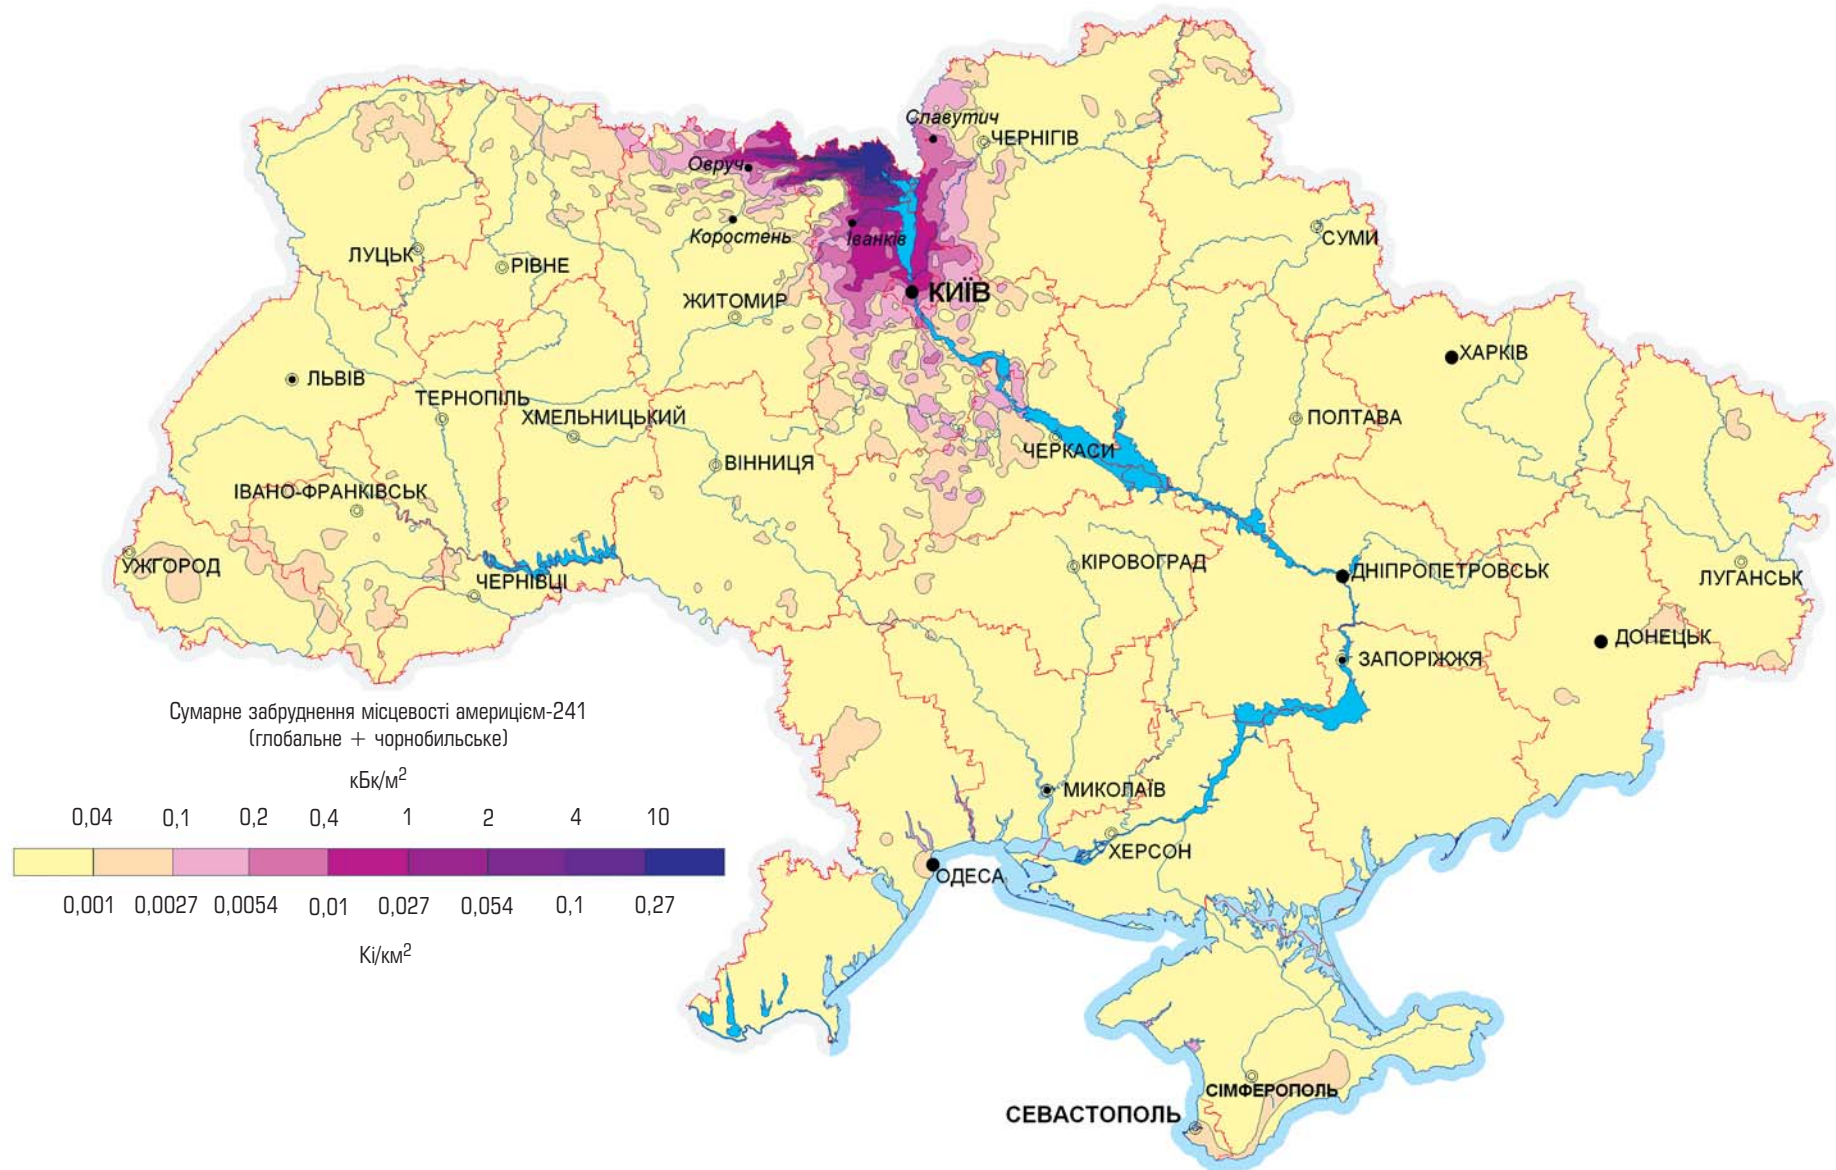 Славутич
ЧЕРНІГІВ
Овруч
Коростень
Іванків
СУМИ
ЛУЦЬК
РІВНЕ
ЖИТОМИР
КИЇВ
ХАРКІВ
ЛЬВІВ
ТЕРНОПІЛЬ
ХМЕЛЬНИЦЬКИЙ
ПОЛТАВА
ЧЕРКАСИ
ВІННИЦЯ
ІВАНО-ФРАНКІВСЬК
УЖГОРОД
ЧЕРНІВЦІ
КІРОВОГРАД
ДНІПРОПЕТРОВСЬК
ЛУГАНСЬК
ДОНЕЦЬК
ЗАПОРІЖЖЯ
Сумарне забруднення місцевості америцієм-241
(глобальне + чорнобильське)
кБк/м²
0,04 0,1 0,2 0,4 1 2 4 10
0,001 0,0027 0,0054 0,01 0,027 0,054 0,1 0,27
Кі/км²
МИКОЛАЇВ
ХЕРСОН
ОДЕСА
СІМФЕРОПОЛЬ
СЕВАСТОПОЛЬ